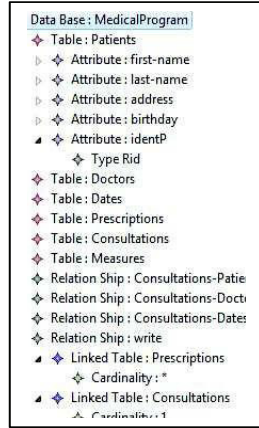 Data Base : MedicalProgram
Table : Patients
Attribute : first-name
Attribute : last-name
Attribute : address
Attribute : birthday
Attribute : identP
Type Rid
Table : Doctors
Table : Dates
Table : Prescriptions
Table : Consultations
Table : Measures
Relation Ship : Consultations-Patie
Relation Ship : Consultations-Docto
Relation Ship : Consultations-Dates
Relation Ship : write
Linked Table : Prescriptions
Cardinality : *
Linked Table : Consultations
Cardinality : 1